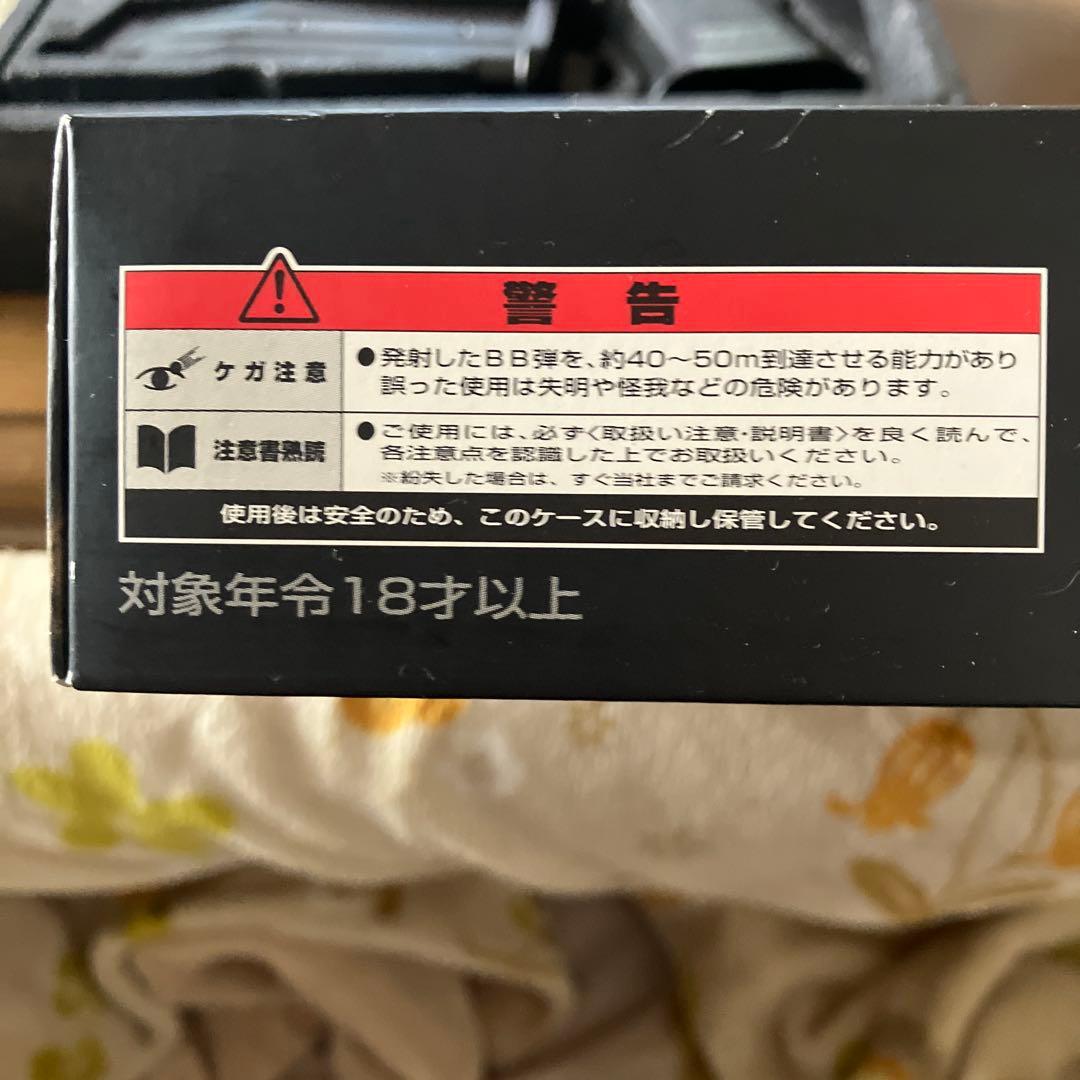 警告
ケガ注意
●発射したＢＢ弾を、約40〜50m到達させる能力があり
誤った使用は失明や怪我などの危険があります。
注意書熟読
●ご使用には、必ず〈取扱い注意・説明書〉を良く読んで、
各注意点を認識した上でお取扱いください。
※紛失した場合は、すぐ当社までご請求ください。
使用後は安全のため、このケースに収納し保管してください。
対象年令18才以上